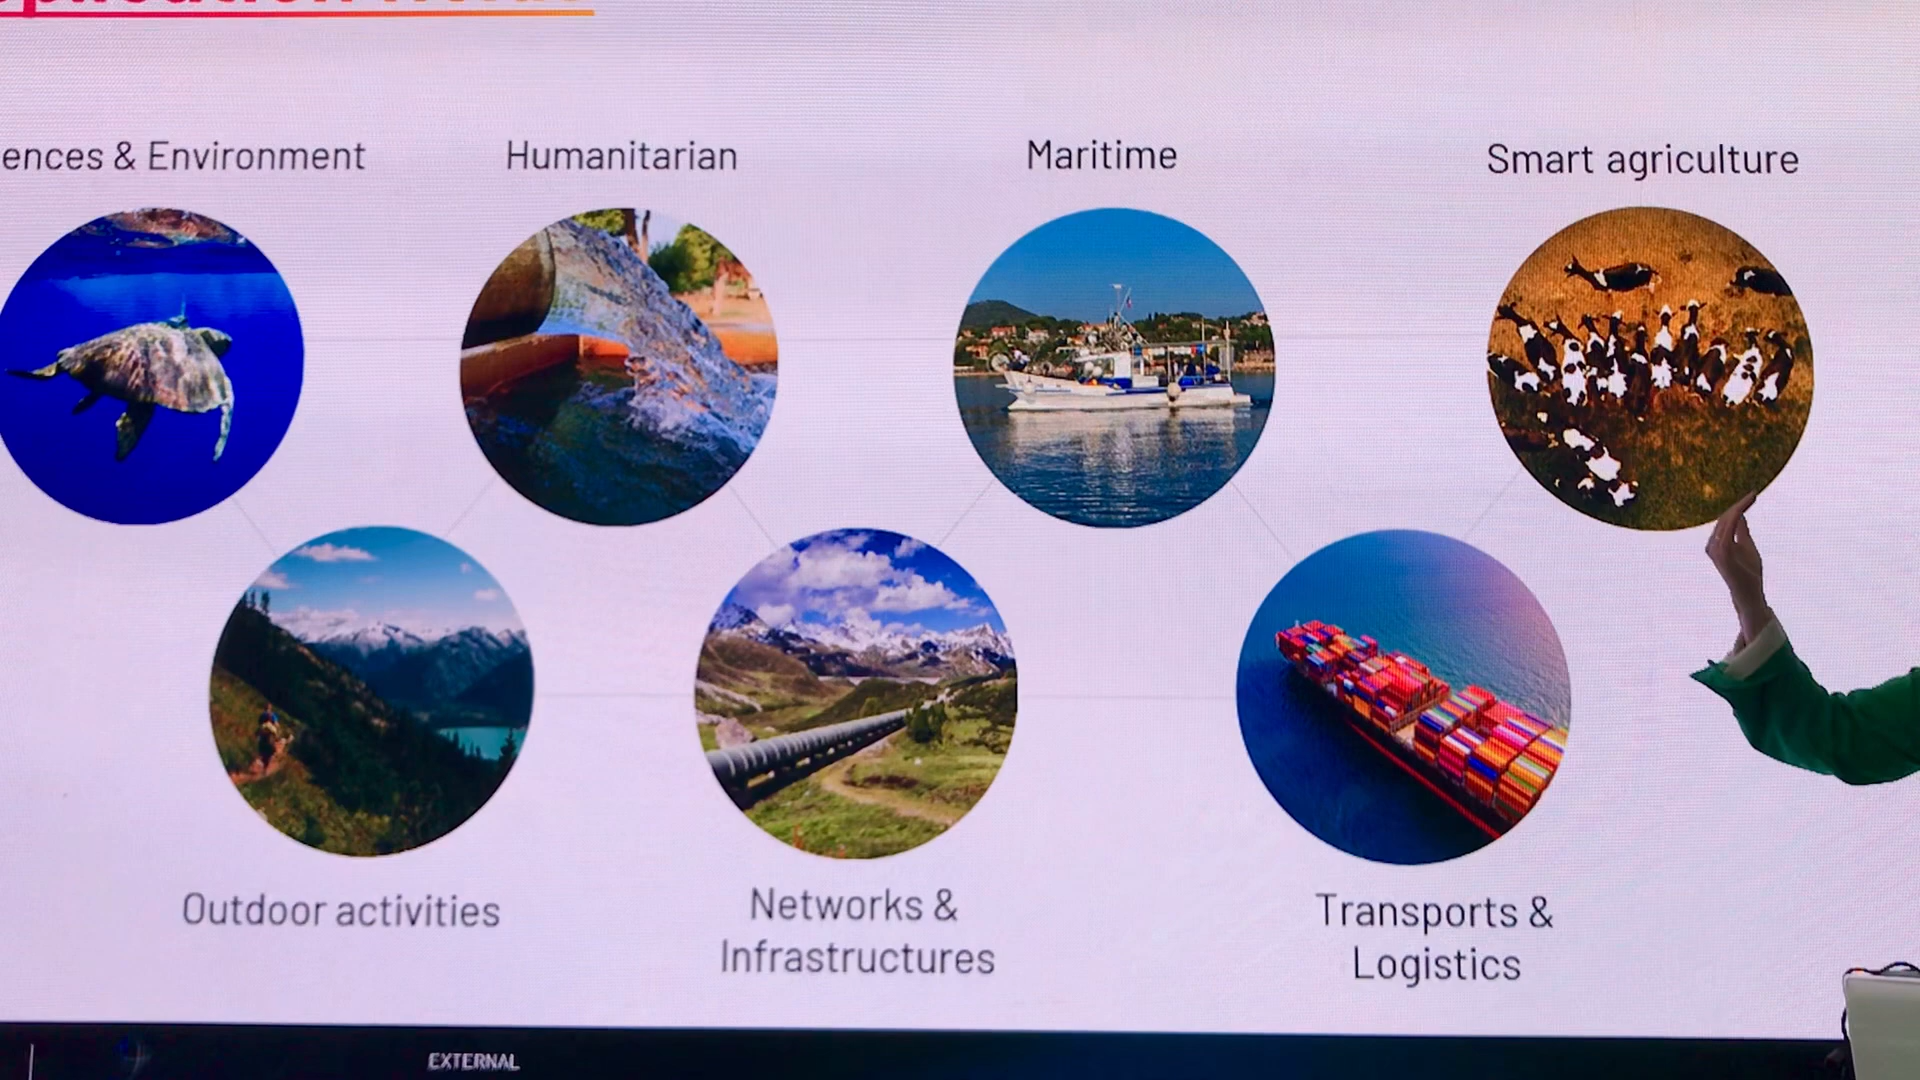 ences & Environment
Humanitarian
Maritime
Smart agriculture
Outdoor activities
Networks &
Infrastructures
Transports &
Logistics
EXTERNAL